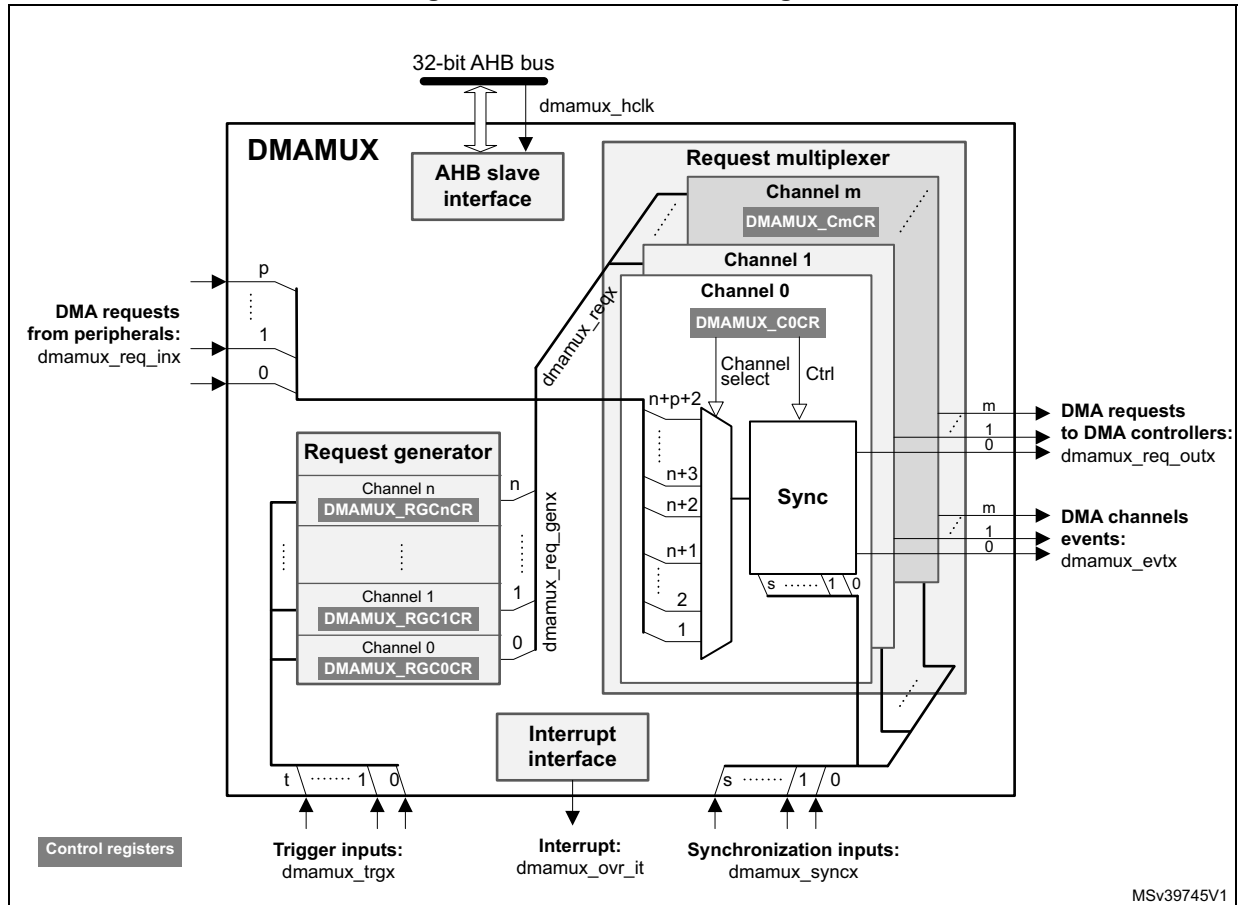 32-bit AHB bus
dmamux_hclk
DMAMUX
AHB slave
interface
Request multiplexer
Channel m
DMAMUX_CmCR
Channel 1
Channel 0
DMAMUX_C0CR
Channel
select
Ctrl
p
DMA requests
from peripherals:
dmamux_req_inx
1
0
dmamux_reqx
n+p+2
n+3
n+2
n+1
2
1
Sync
s ...... 1 0
m
1
0
DMA requests
to DMA controllers:
dmamux_req_outx
m
1
0
DMA channels
events:
dmamux_evtx
Request generator
Channel n
DMAMUX_RGCnCR
n
Channel 1
DMAMUX_RGC1CR
1
Channel 0
DMAMUX_RGC0CR
0
dmamux_req_genx
Interrupt
interface
t ....... 1 0
s ....... 1 0
Control registers
Trigger inputs:
dmamux_trgx
Interrupt:
dmamux_ovr_it
Synchronization inputs:
dmamux_syncx
MSv39745V1